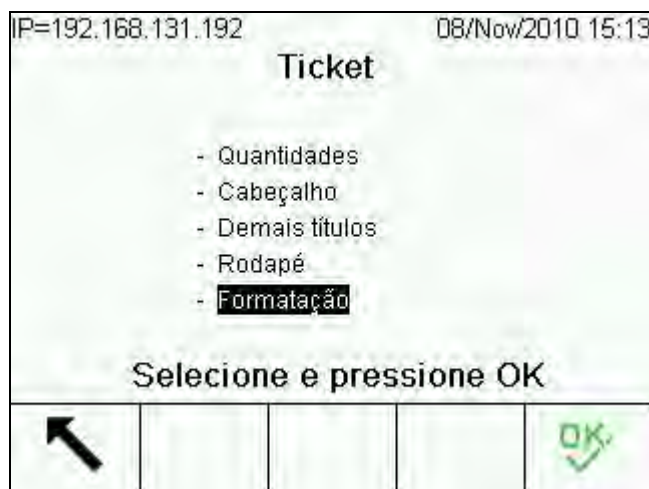 IP=192.168.131.192 08/Nov/2010 15:13
Ticket
- Quantidades
- Cabeçalho
- Demais títulos
- Rodapé
- Formatação
Selecione e pressione OK
OK